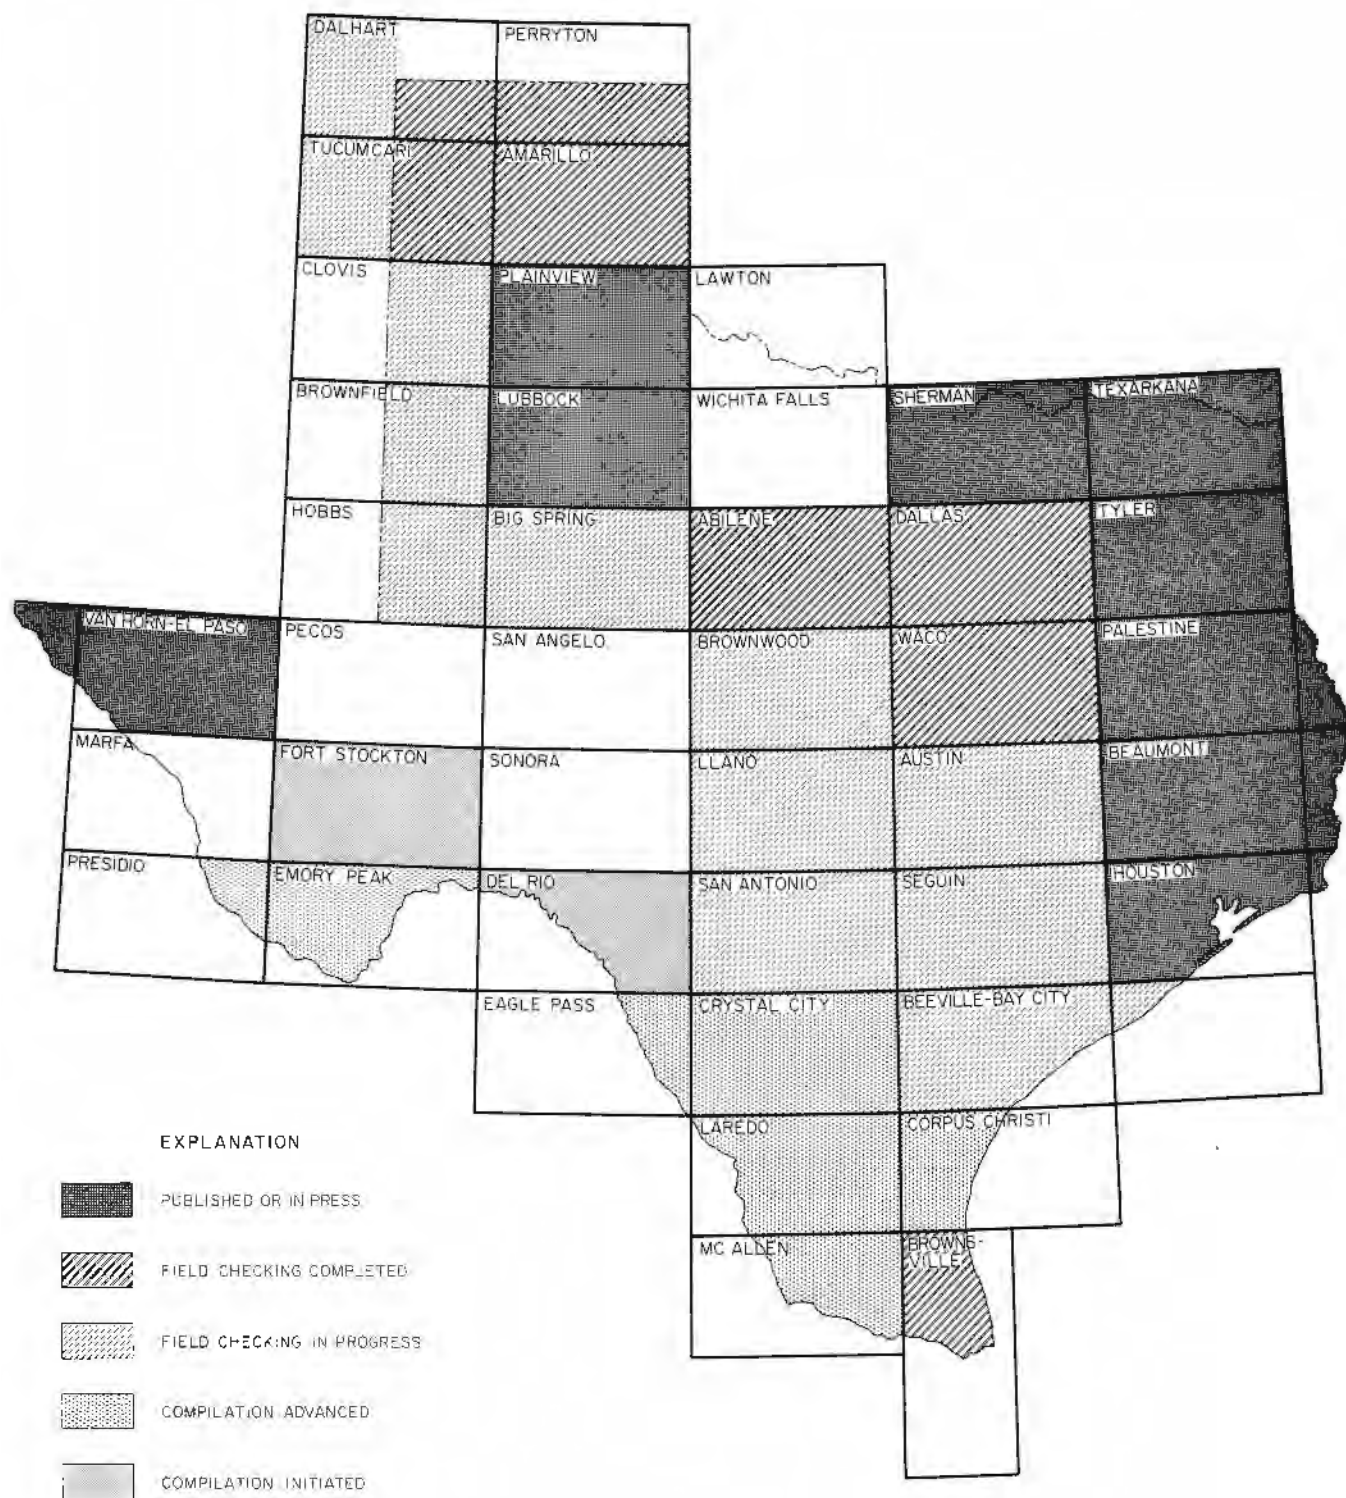 DALHART
PERRYTON
TUCUMCARI
AMARILLO
CLOVIS
PLAINVIEW
LAWTON
BROWNFIELD
LUBBOCK
WICHITA FALLS
SHERMAN
TEXARKANA
HOBBS
BIG SPRING
ABILENE
DALLAS
TYLER
VAN HORN-EL PASO
PECOS
SAN ANGELO
BROWNWOOD
WACO
PALESTINE
MARFA
FORT STOCKTON
SONORA
LLANO
AUSTIN
BEAUMONT
PRESIDIO
EMORY PEAK
DEL RIO
SAN ANTONIO
SEGUIN
HOUSTON
EAGLE PASS
CRYSTAL CITY
BEEVILLE-BAY CITY
LAREDO
CORPUS CHRISTI
MC ALLEN
BROWNS-
VILLE
EXPLANATION
PUBLISHED OR IN PRESS
FIELD CHECKING COMPLETED
FIELD CHECKING IN PROGRESS
COMPILATION ADVANCED
COMPILATION INITIATED